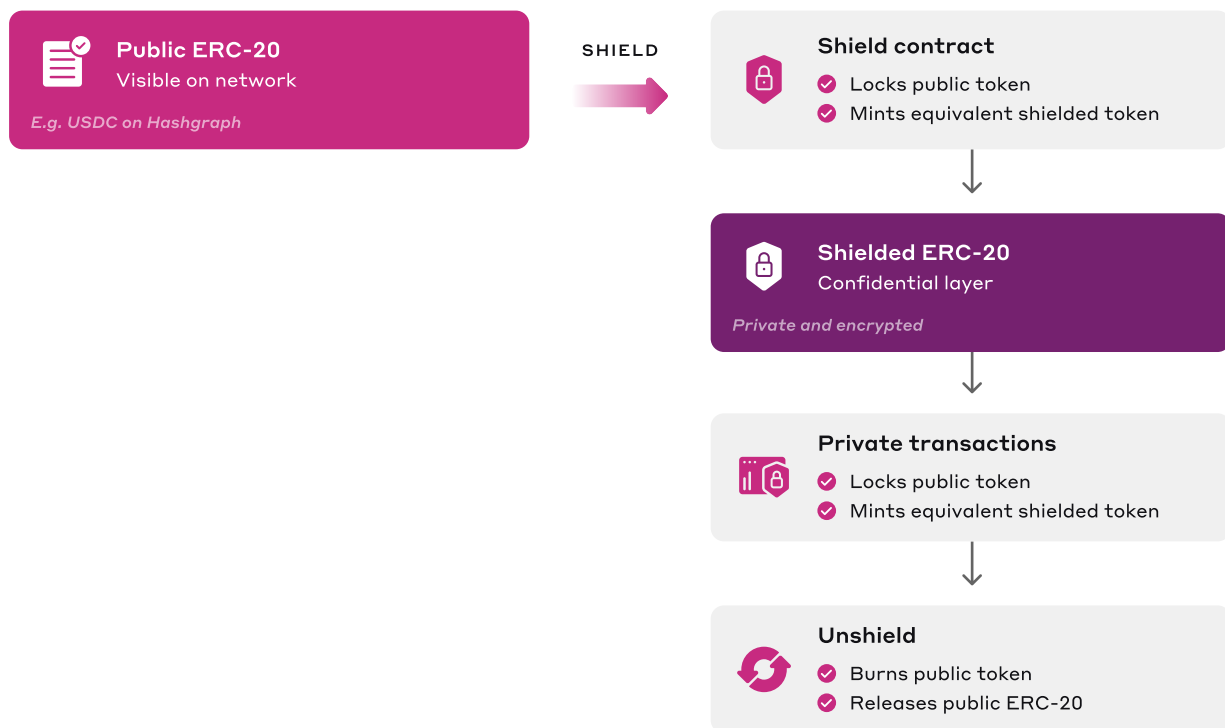 Public ERC-20
Visible on network
E.g. USDC on Hashgraph
SHIELD
Shield contract
Locks public token
Mints equivalent shielded token
Shielded ERC-20
Confidential layer
Private and encrypted
Private transactions
Locks public token
Mints equivalent shielded token
Unshield
Burns public token
Releases public ERC-20